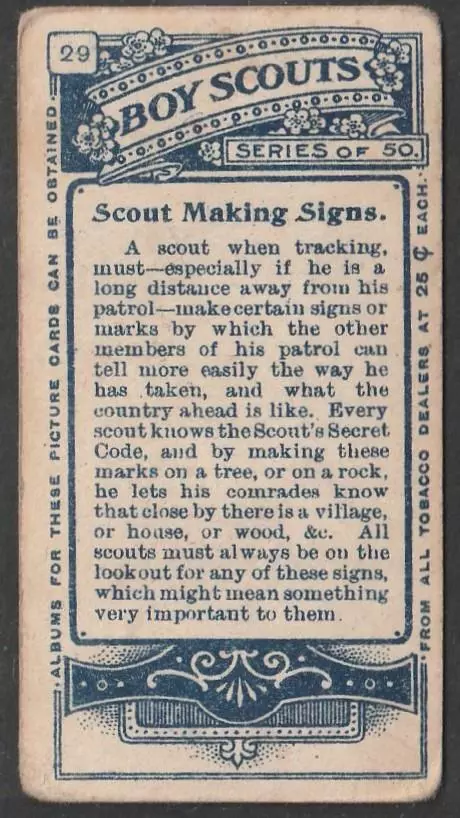 29
BOY SCOUTS
SERIES OF 50.
Scout Making Signs.
A scout when tracking,
must—especially if he is a
long distance away from his
patrol—make certain signs or
marks by which the other
members of his patrol can
tell more easily the way he
has taken, and what the
country ahead is like. Every
scout knows the Scout's Secret
Code, and by making these
marks on a tree, or on a rock,
he lets his comrades know
that close by there is a village,
or house, or wood, &c. All
scouts must always be on the
lookout for any of these signs,
which might mean something
very important to them.
ALBUMS FOR THESE PICTURE CARDS CAN BE OBTAINED
FROM ALL TOBACCO DEALERS AT 25 ¢ EACH.